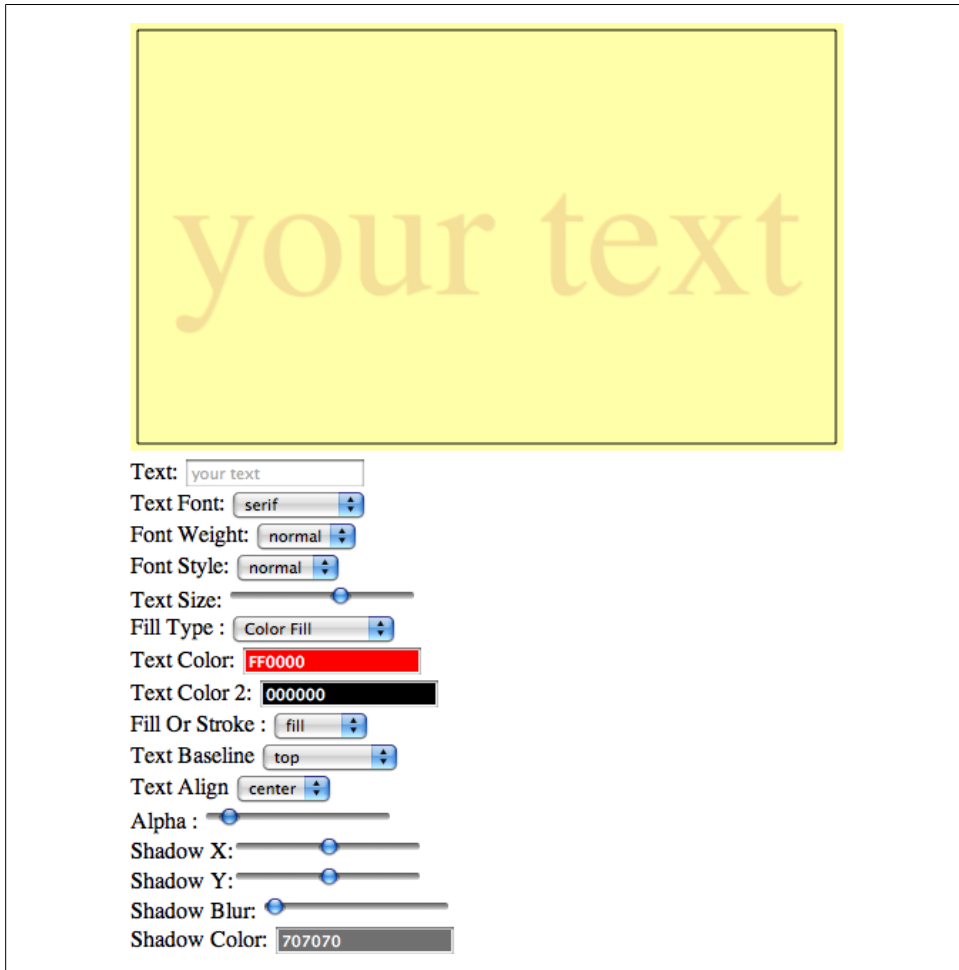 your text
Text: your text
Text Font: serif
Font Weight: normal
Font Style: normal
Text Size:
Fill Type : Color Fill
Text Color: FF0000
Text Color 2: 000000
Fill Or Stroke : fill
Text Baseline top
Text Align center
Alpha :
Shadow X:
Shadow Y:
Shadow Blur:
Shadow Color: 707070